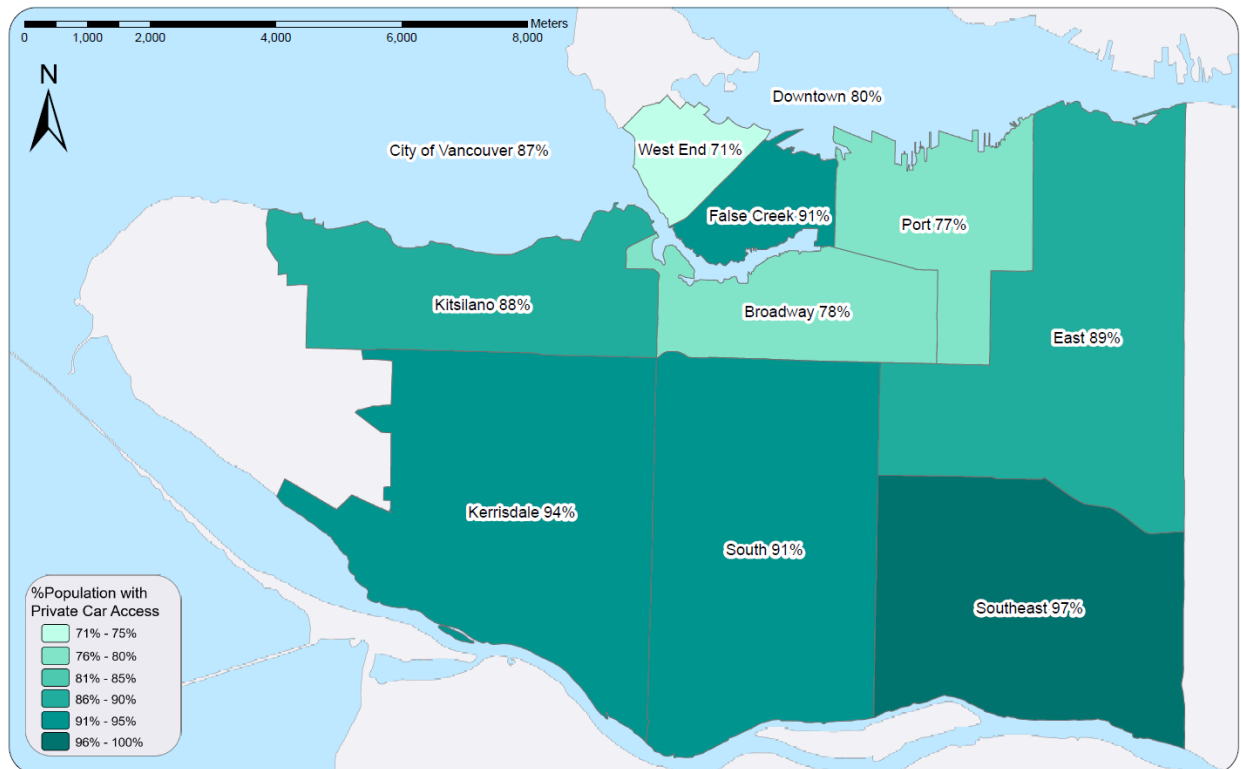 Meters
0 1,000 2,000 4,000 6,000 8,000
N
Downtown 80%
City of Vancouver 87%
West End 71%
False Creek 91%
Port 77%
Kitsilano 88%
Broadway 78%
East 89%
Kerrisdale 94%
South 91%
Southeast 97%
%Population with
Private Car Access
71% - 75%
76% - 80%
81% - 85%
86% - 90%
91% - 95%
96% - 100%